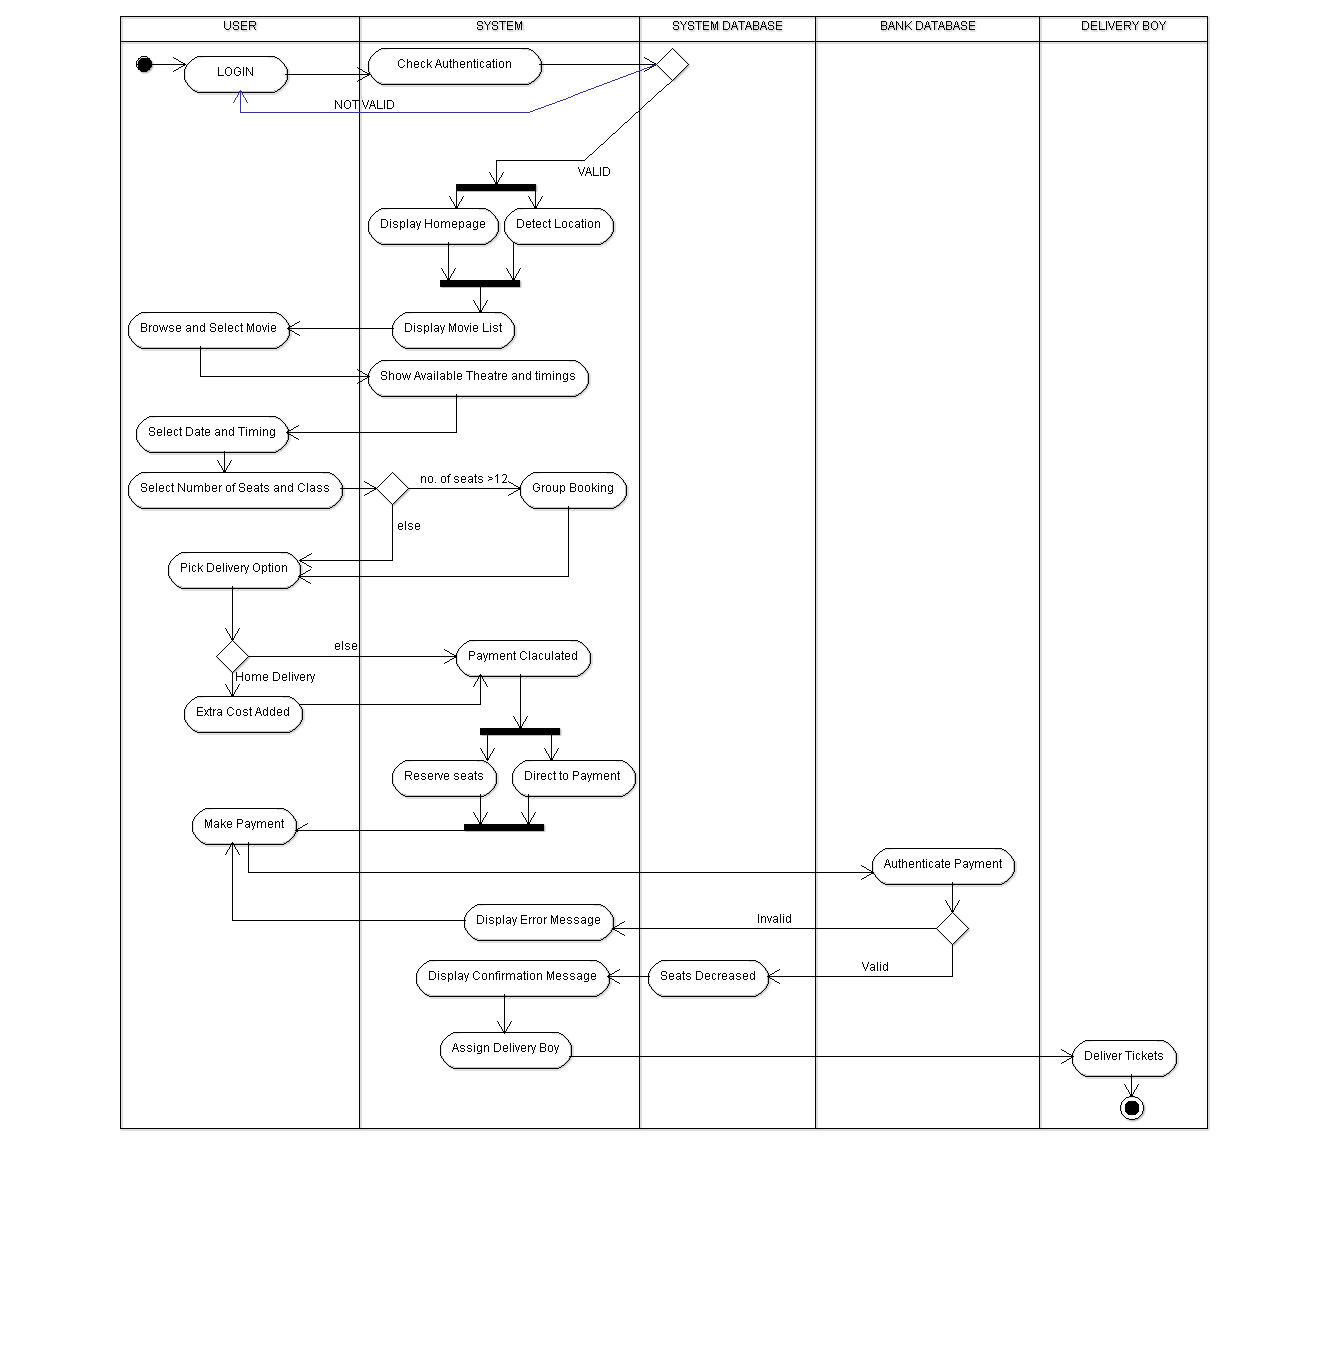 USER
SYSTEM
SYSTEM DATABASE
BANK DATABASE
DELIVERY BOY
LOGIN
Check Authentication
NOT VALID
VALID
Display Homepage
Detect Location
Browse and Select Movie
Display Movie List
Show Available Theatre and timings
Select Date and Timing
Select Number of Seats and Class
no. of seats >12
Group Booking
else
Pick Delivery Option
else
Payment Claculated
Home Delivery
Extra Cost Added
Reserve seats
Direct to Payment
Make Payment
Authenticate Payment
Display Error Message
Invalid
Display Confirmation Message
Seats Decreased
Valid
Assign Delivery Boy
Deliver Tickets